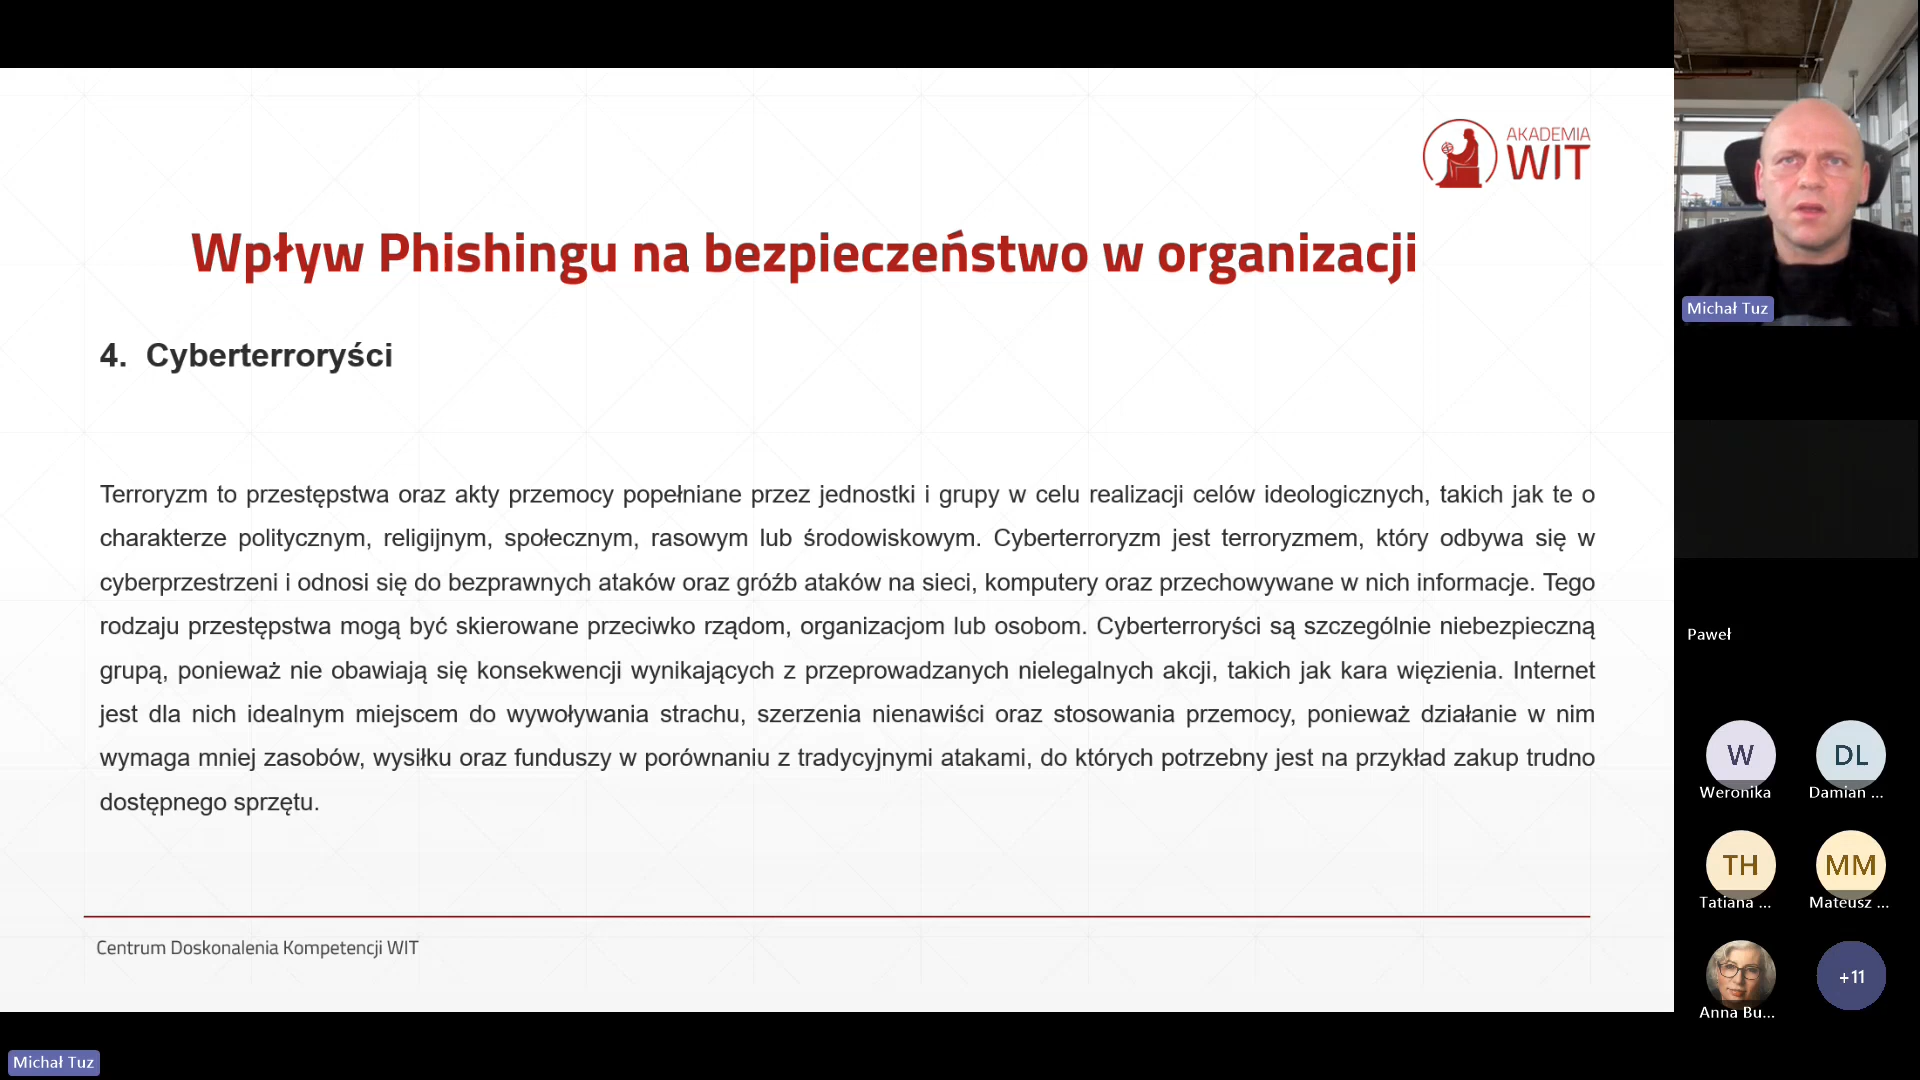 AKADEMIA
WIT
Wpływ Phishingu na bezpieczeństwo w organizacji
4. Cyberterroryści
Terroryzm to przestępstwa oraz akty przemocy popełniane przez jednostki i grupy w celu realizacji celów ideologicznych, takich jak te o
charakterze politycznym, religijnym, społecznym, rasowym lub środowiskowym. Cyberterroryzm jest terroryzmem, który odbywa się w
cyberprzestrzeni i odnosi się do bezprawnych ataków oraz gróźb ataków na sieci, komputery oraz przechowywane w nich informacje. Tego
rodzaju przestępstwa mogą być skierowane przeciwko rządom, organizacjom lub osobom. Cyberterroryści są szczególnie niebezpieczną
grupą, ponieważ nie obawiają się konsekwencji wynikających z przeprowadzanych nielegalnych akcji, takich jak kara więzienia. Internet
jest dla nich idealnym miejscem do wywoływania strachu, szerzenia nienawiści oraz stosowania przemocy, ponieważ działanie w nim
wymaga mniej zasobów, wysiłku oraz funduszy w porównaniu z tradycyjnymi atakami, do których potrzebny jest na przykład zakup trudno
dostępnego sprzętu.
Centrum Doskonalenia Kompetencji WIT
Michał Tuz
Michał Tuz
Paweł
W
DL
Weronika
Damian ...
TH
MM
Tatiana ...
Mateusz ...
+11
Anna Bu...